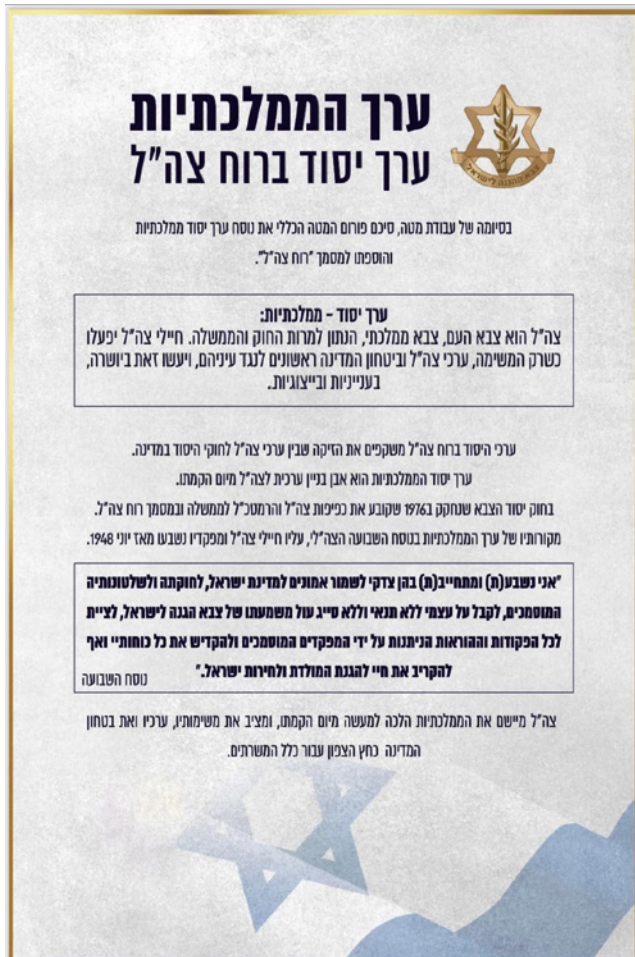 ערך הממלכתיות
ערך יסוד ברוח צה"ל
צבא ההגנה לישראל
בסיומה של עבודת מטה, סיכם פורום המטה הכללי את נוסח ערך יסוד ממלכתיות
והוספתו למסמך "רוח צה"ל".
ערך יסוד - ממלכתיות:
צה"ל הוא צבא העם, צבא ממלכתי, הנתון למרות החוק והממשלה. חיילי צה"ל יפעלו
כשרק המשימה, ערכי צה"ל וביטחון המדינה ראשונים לנגד עיניהם, ויעשו זאת ביושרה,
בענייניות ובייצוגיות.
ערכי היסוד ברוח צה"ל משקפים את הזיקה שבין ערכי צה"ל לחוקי היסוד במדינה.
ערך יסוד הממלכתיות הוא אבן בניין ערכית לצה"ל מיום הקמתו.
בחוק יסוד הצבא שנחקק ב1976 שקובע את כפיפות צה"ל והרמטכ"ל לממשלה ובמסמך רוח צה"ל.
מקורותיו של ערך הממלכתיות בנוסח השבועה הצה"לי, עליו חיילי צה"ל ומפקדיו נשבעו מאז יוני 1948.
"אני נשבע(ת) ומתחייב(ת) בהן צדקי לשמור אמונים למדינת ישראל, לחוקתה ולשלטונותיה
המוסמכים, לקבל על עצמי ללא תנאי וללא סייג עול משמעתו של צבא הגנה לישראל, לציית
לכל הפקודות וההוראות הניתנות על ידי המפקדים המוסמכים ולהקדיש את כל כוחותיי ואף
להקריב את חיי להגנת המולדת ולחירות ישראל."
נוסח השבועה
צה"ל מיישם את הממלכתיות הלכה למעשה מיום הקמתו, ומציב את משימותיו, ערכיו ואת בטחון
המדינה כחץ הצפון עבור כלל המשרתים.